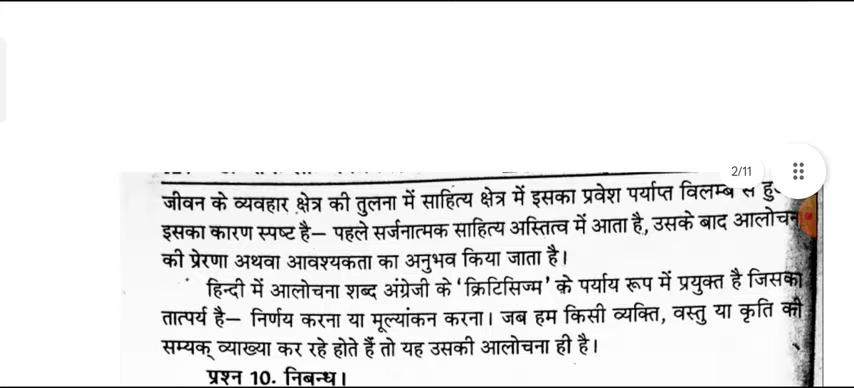 2/11
जीवन के व्यवहार क्षेत्र की तुलना में साहित्य क्षेत्र में इसका प्रवेश पर्याप्त विलम्ब से
इसका कारण स्पष्ट है— पहले सर्जनात्मक साहित्य अस्तित्व में आता है, उसके बाद
की प्रेरणा अथवा आवश्यकता का अनुभव किया जाता है।
हिन्दी में आलोचना शब्द अंग्रेजी के 'क्रिटिसिज्म' के पर्याय रूप में प्रयुक्त है जिसका
तात्पर्य है— निर्णय करना या मूल्यांकन करना। जब हम किसी व्यक्ति, वस्तु या कृति की
सम्यक् व्याख्या कर रहे होते हैं तो यह उसकी आलोचना ही है।
प्रश्न 10. निबन्ध।